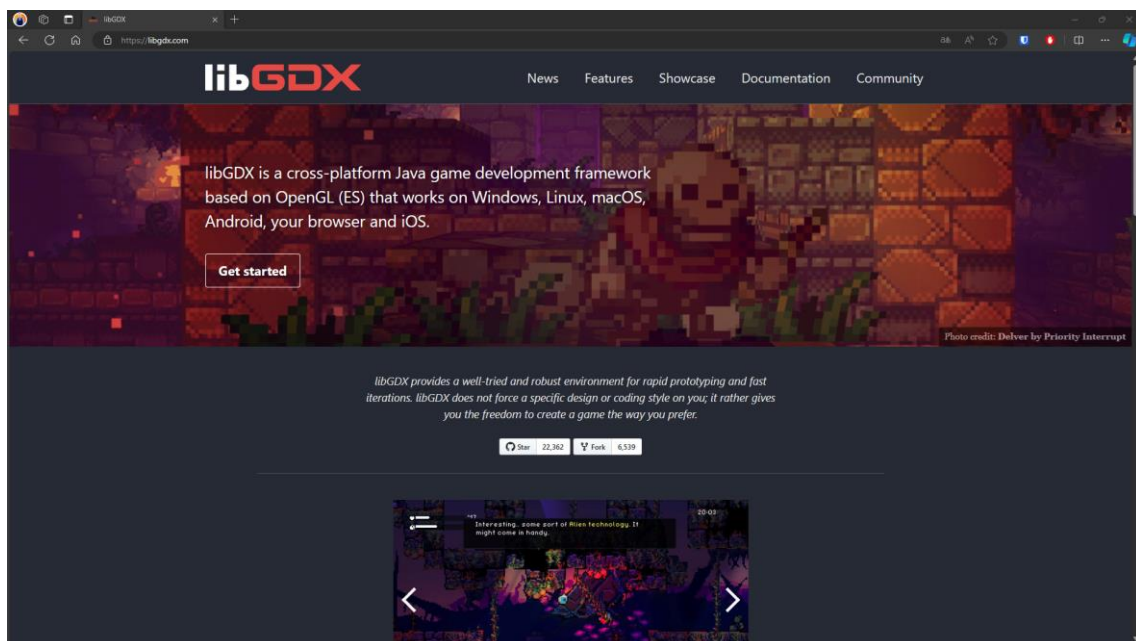 libGDX
https://libgdx.com
libGDX
News Features Showcase Documentation Community
libGDX is a cross-platform Java game development framework
based on OpenGL (ES) that works on Windows, Linux, macOS,
Android, your browser and iOS.
Get started
Photo credit: Delver by Priority Interrupt
libGDX provides a well-tried and robust environment for rapid prototyping and fast
iterations. libGDX does not force a specific design or coding style on you; it rather gives
you the freedom to create a game the way you prefer.
Star 22,362 Fork 6,539
20:03
Interesting.. some sort of Alien technology. It
might come in handy.